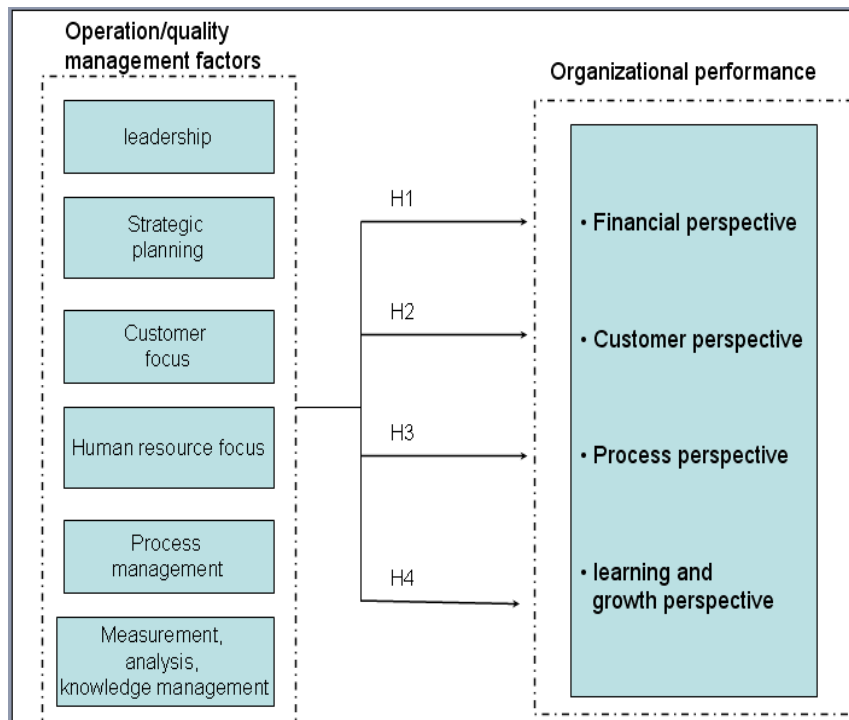 Operation/quality
management factors
leadership
Strategic
planning
Customer
focus
Human resource focus
Process
management
Measurement,
analysis,
knowledge management
H1
H2
H3
H4
Organizational performance
• Financial perspective
• Customer perspective
• Process perspective
• learning and
growth perspective